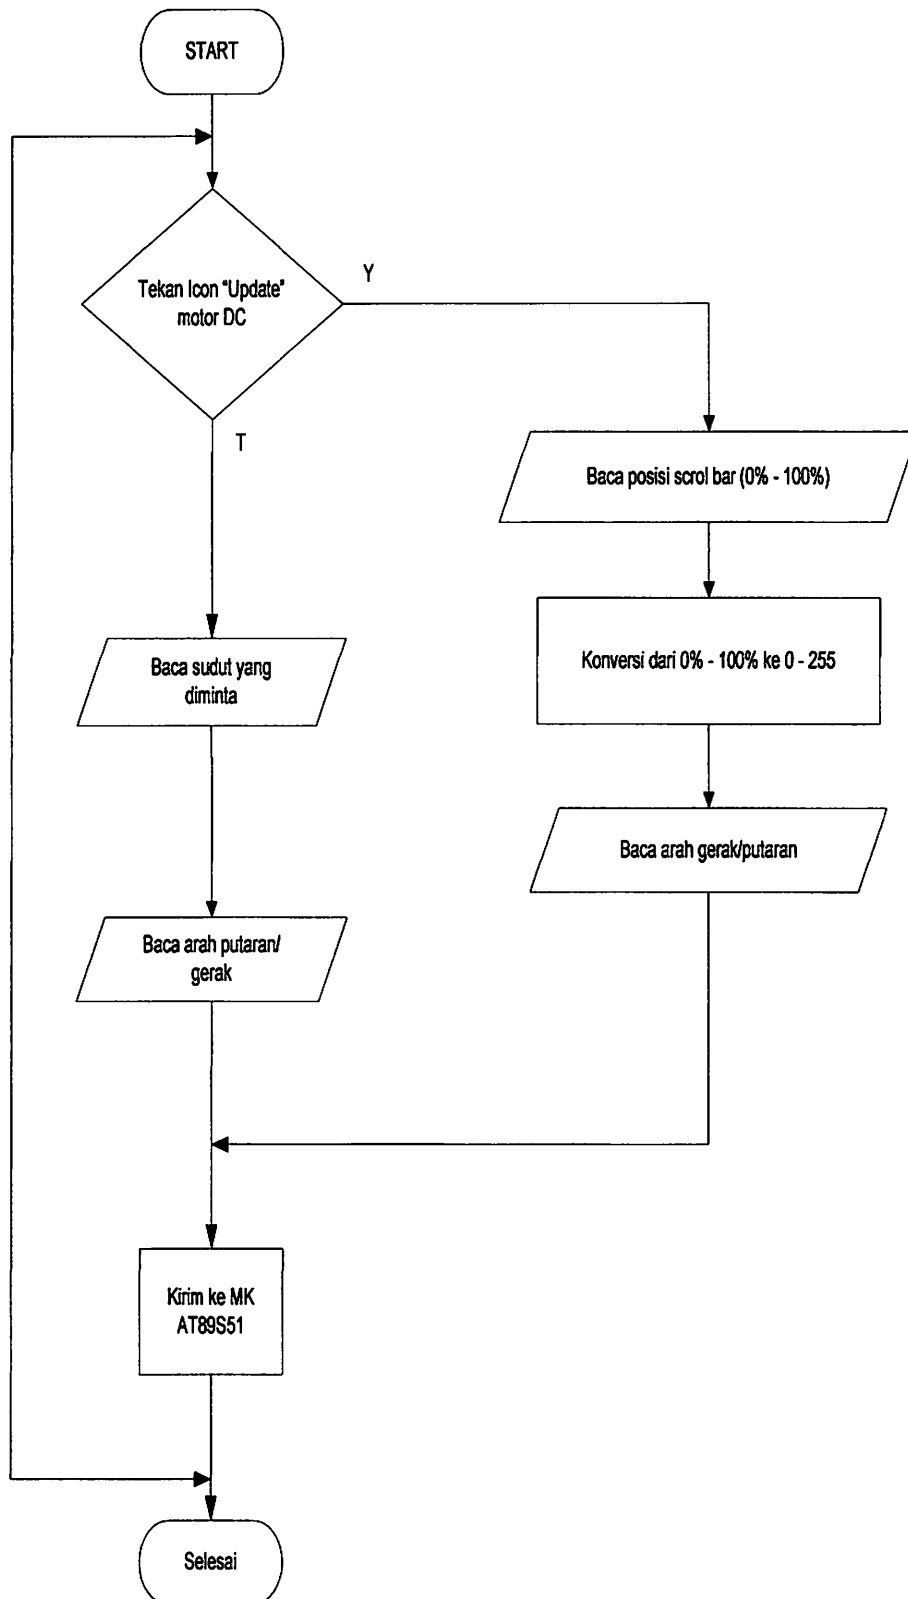 START
Tekan Icon “Update”
motor DC
Y
T
Baca posisi scrol bar (0% - 100%)
Konversi dari 0% - 100% ke 0 - 255
Baca sudut yang
diminta
Baca arah gerak/putaran
Baca arah putaran/
gerak
Kirim ke MK
AT89S51
Selesai